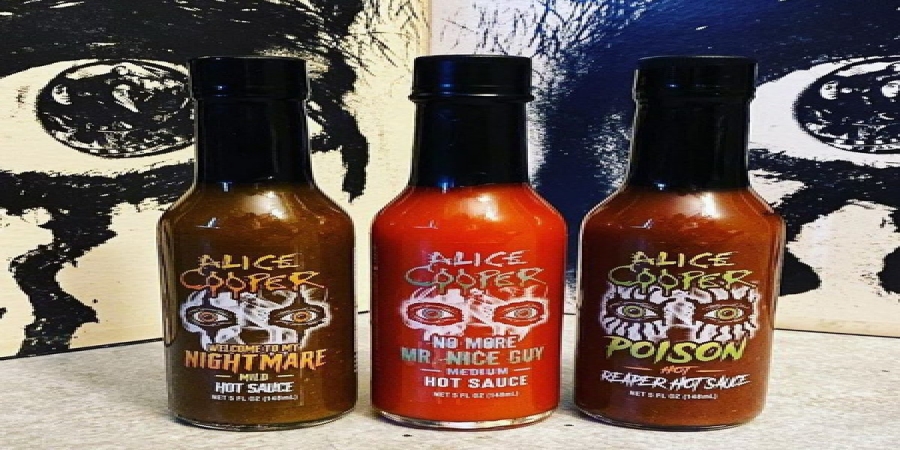 ALICE
COOPER
WELCOME TO MY
NIGHTMARE
MILD
HOT SAUCE
NET 5 FL OZ (148mL)
ALICE
COOPER
NO MORE
MR. NICE GUY
MEDIUM
HOT SAUCE
NET 5 FL OZ (148mL)
ALICE
COOPER
POISON
HOT
REAPER HOT SAUCE
NET 5 FL OZ (148mL)